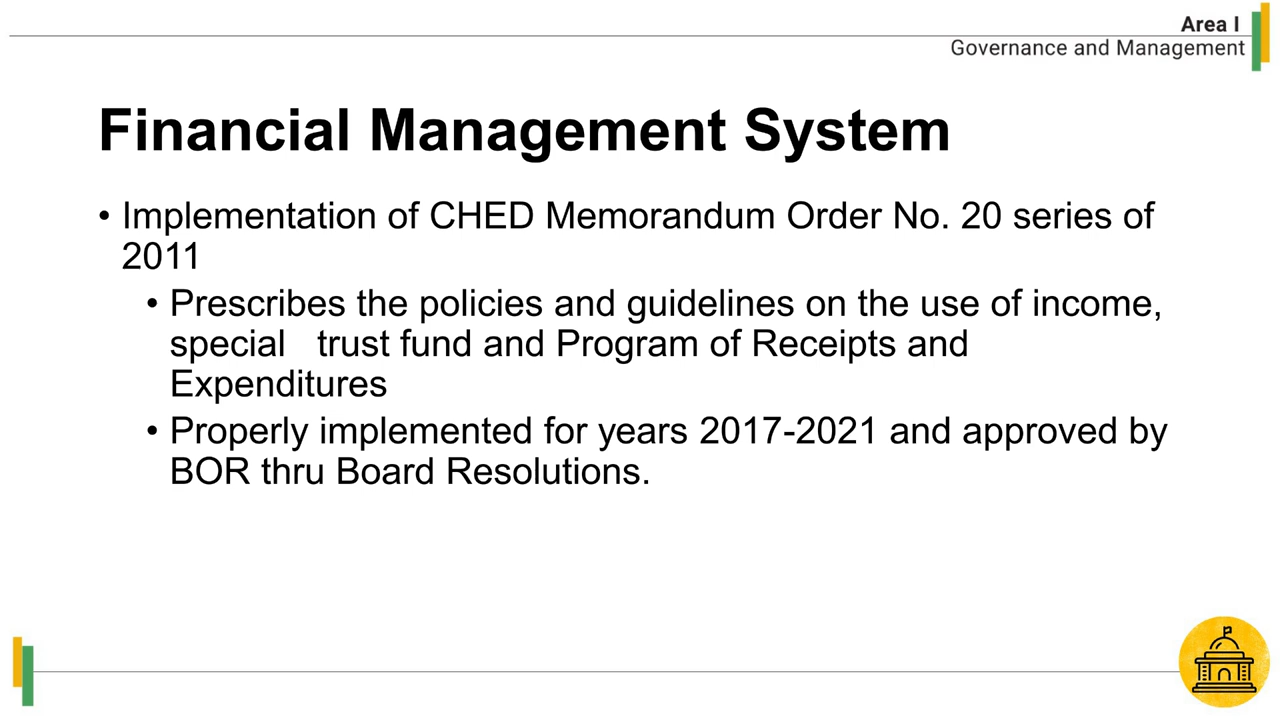 Area I
Governance and Management
Financial Management System
• Implementation of CHED Memorandum Order No. 20 series of
2011
• Prescribes the policies and guidelines on the use of income,
special   trust fund and Program of Receipts and
Expenditures
• Properly implemented for years 2017-2021 and approved by
BOR thru Board Resolutions.